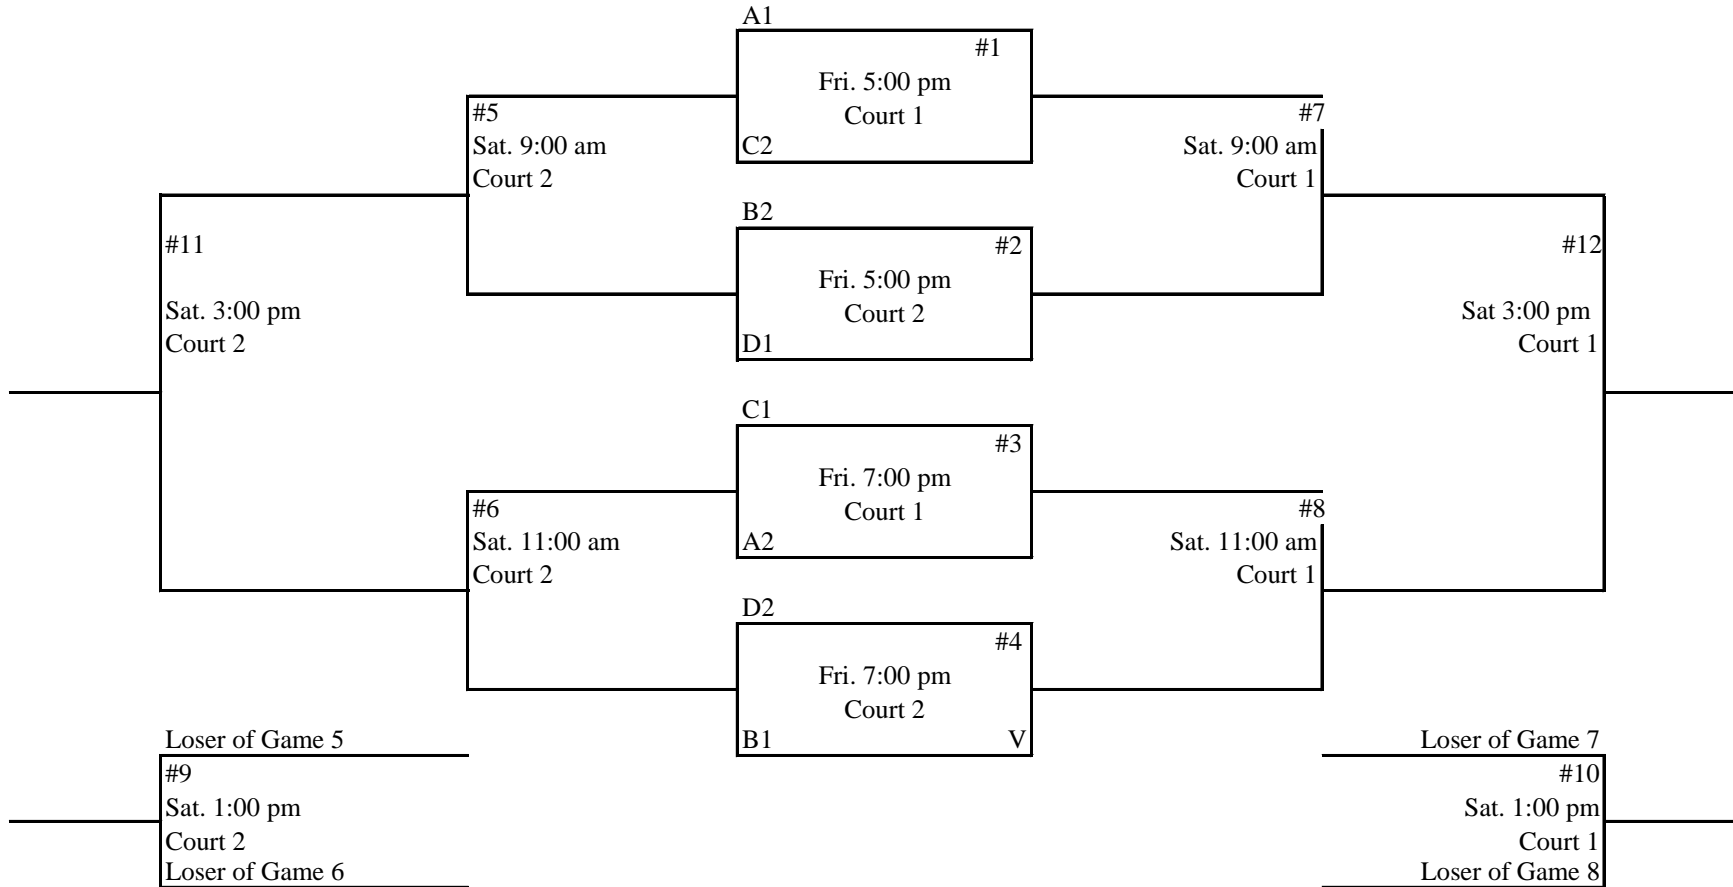 A1
#1
Fri. 5:00 pm
Court 1
C2
#5
Sat. 9:00 am
Court 2
#7
Sat. 9:00 am
Court 1
B2
#2
Fri. 5:00 pm
Court 2
D1
#11
Sat. 3:00 pm
Court 2
#12
Sat 3:00 pm
Court 1
C1
#3
Fri. 7:00 pm
Court 1
A2
#6
Sat. 11:00 am
Court 2
#8
Sat. 11:00 am
Court 1
D2
#4
Fri. 7:00 pm
Court 2
B1 V
Loser of Game 5
#9
Sat. 1:00 pm
Court 2
Loser of Game 6
Loser of Game 7
#10
Sat. 1:00 pm
Court 1
Loser of Game 8